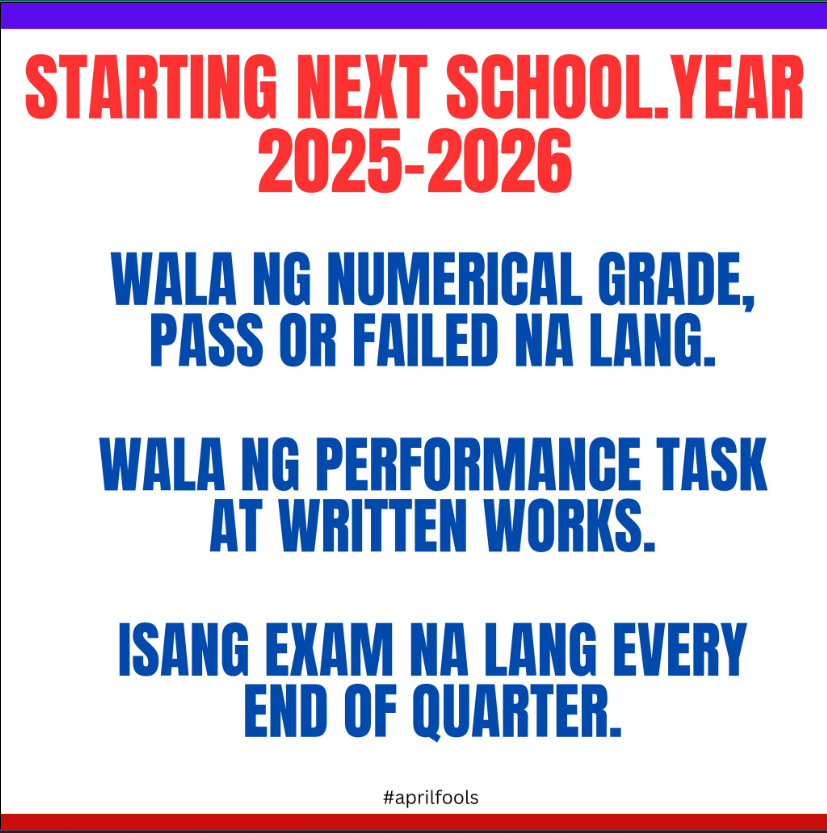 STARTING NEXT SCHOOL.YEAR
2025-2026
WALA NG NUMERICAL GRADE,
PASS OR FAILED NA LANG.
WALA NG PERFORMANCE TASK
AT WRITTEN WORKS.
ISANG EXAM NA LANG EVERY
END OF QUARTER.
#aprilfools